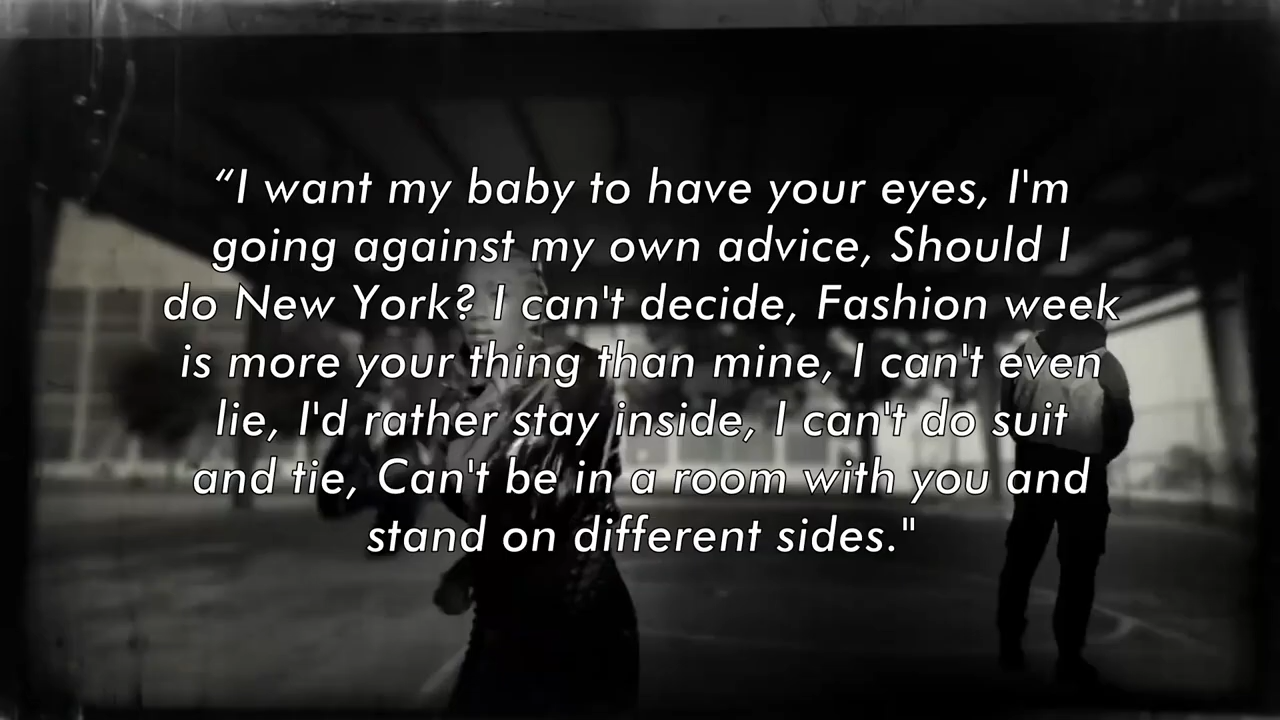 “I want my baby to have your eyes, I'm
going against my own advice, Should I
do New York? I can't decide, Fashion week
is more your thing than mine, I can't even
lie, I'd rather stay inside, I can't do suit
and tie, Can't be in a room with you and
stand on different sides."